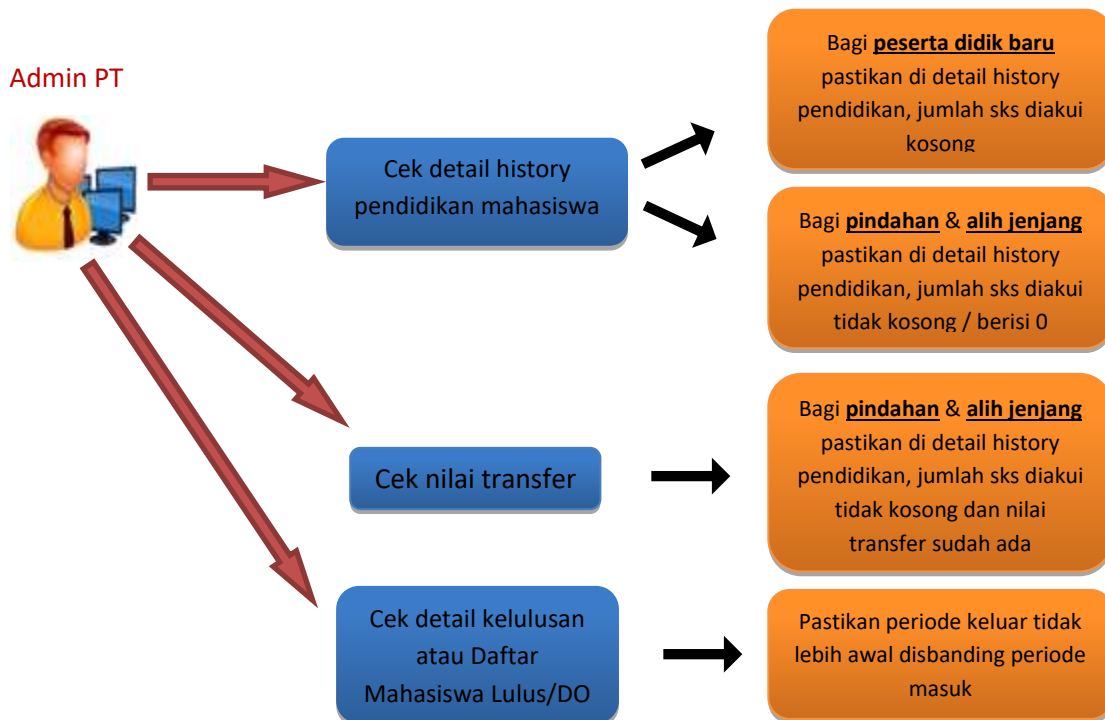 Admin PT
Cek detail history
pendidikan mahasiswa
Bagi peserta didik baru
pastikan di detail history
pendidikan, jumlah sks diakui
kosong
Bagi pindahan & alih jenjang
pastikan di detail history
pendidikan, jumlah sks diakui
tidak kosong / berisi 0
Cek nilai transfer
Bagi pindahan & alih jenjang
pastikan di detail history
pendidikan, jumlah sks diakui
tidak kosong dan nilai
transfer sudah ada
Cek detail kelulusan
atau Daftar
Mahasiswa Lulus/DO
Pastikan periode keluar tidak
lebih awal disbanding periode
masuk